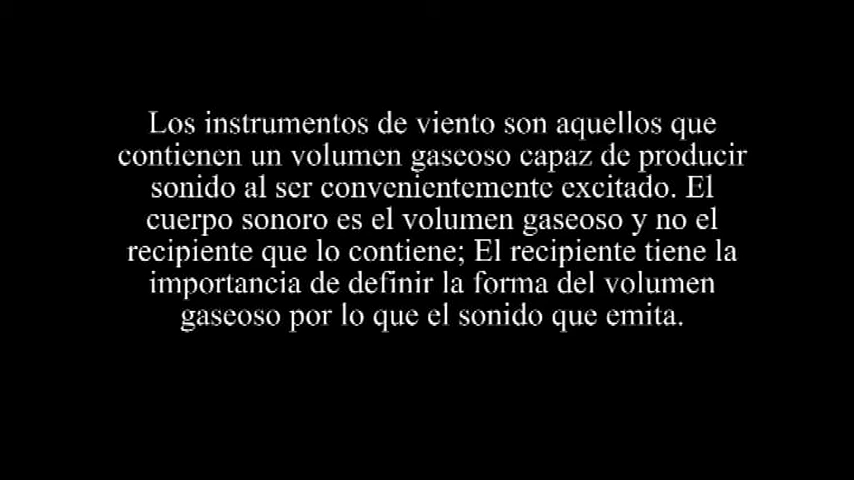 Los instrumentos de viento son aquellos que
contienen un volumen gaseoso capaz de producir
sonido al ser convenientemente excitado. El
cuerpo sonoro es el volumen gaseoso y no el
recipiente que lo contiene; El recipiente tiene la
importancia de definir la forma del volumen
gaseoso por lo que el sonido que emita.